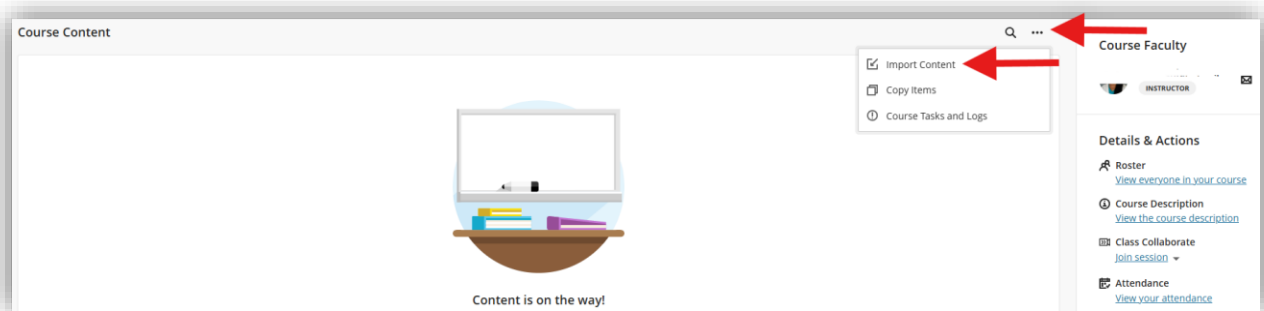 Course Content
Import Content
Copy Items
Course Tasks and Logs
Content is on the way!
Course Faculty
INSTRUCTOR
Details & Actions
Roster
View everyone in your course
Course Description
View the course description
Class Collaborate
Join session
Attendance
View your attendance